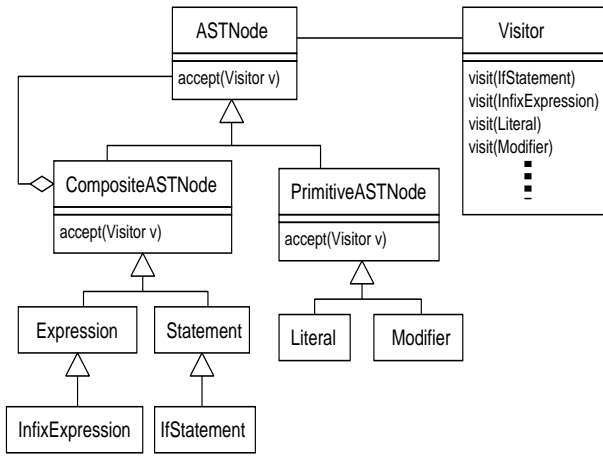 ASTNode
accept(Visitor v)
Visitor
visit(IfStatement)
visit(InfixExpression)
visit(Literal)
visit(Modifier)
CompositeASTNode
accept(Visitor v)
PrimitiveASTNode
accept(Visitor v)
Expression
Statement
Literal
Modifier
InfixExpression
IfStatement